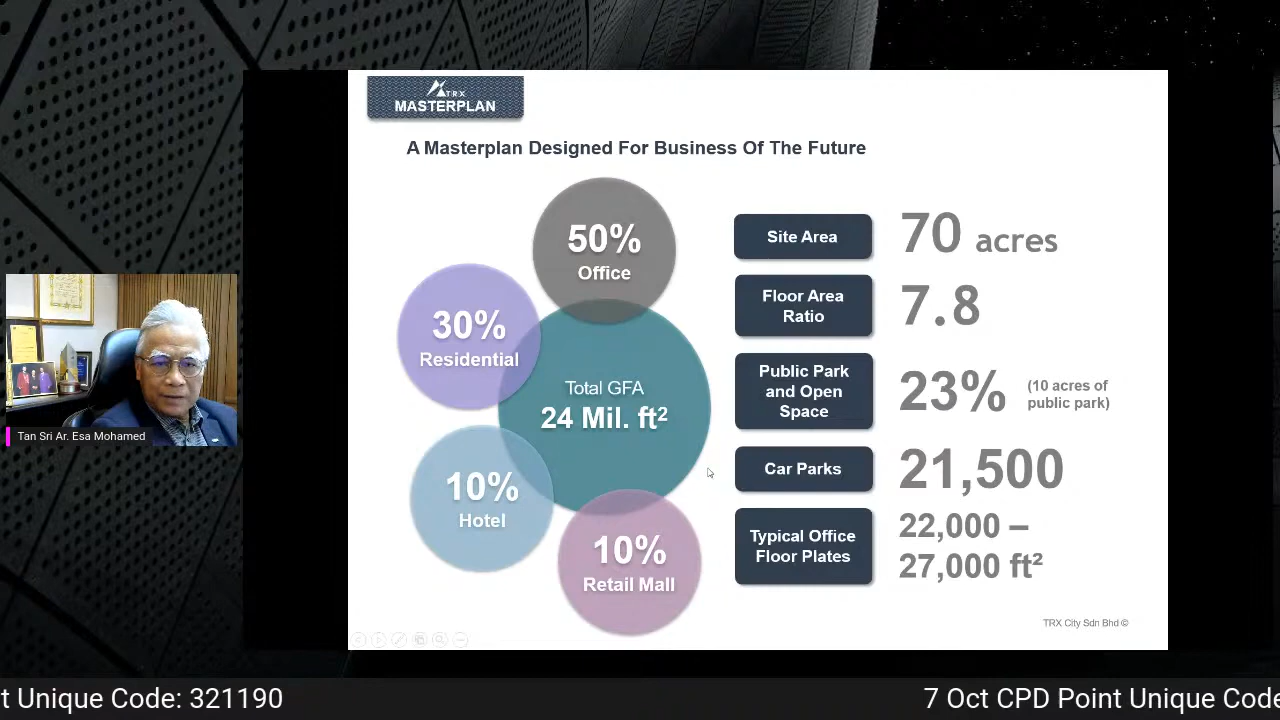 TRX
MASTERPLAN
A Masterplan Designed For Business Of The Future
50%
Office
30%
Residential
Total GFA
24 Mil. ft²
10%
Hotel
10%
Retail Mall
Site Area
70 acres
Floor Area
Ratio
7.8
Public Park
and Open
Space
23%
(10 acres of
public park)
Car Parks
21,500
Typical Office
Floor Plates
22,000 –
27,000 ft²
TRX City Sdn Bhd ©
Tan Sri Ar. Esa Mohamed
t Unique Code: 321190
7 Oct CPD Point Unique Code